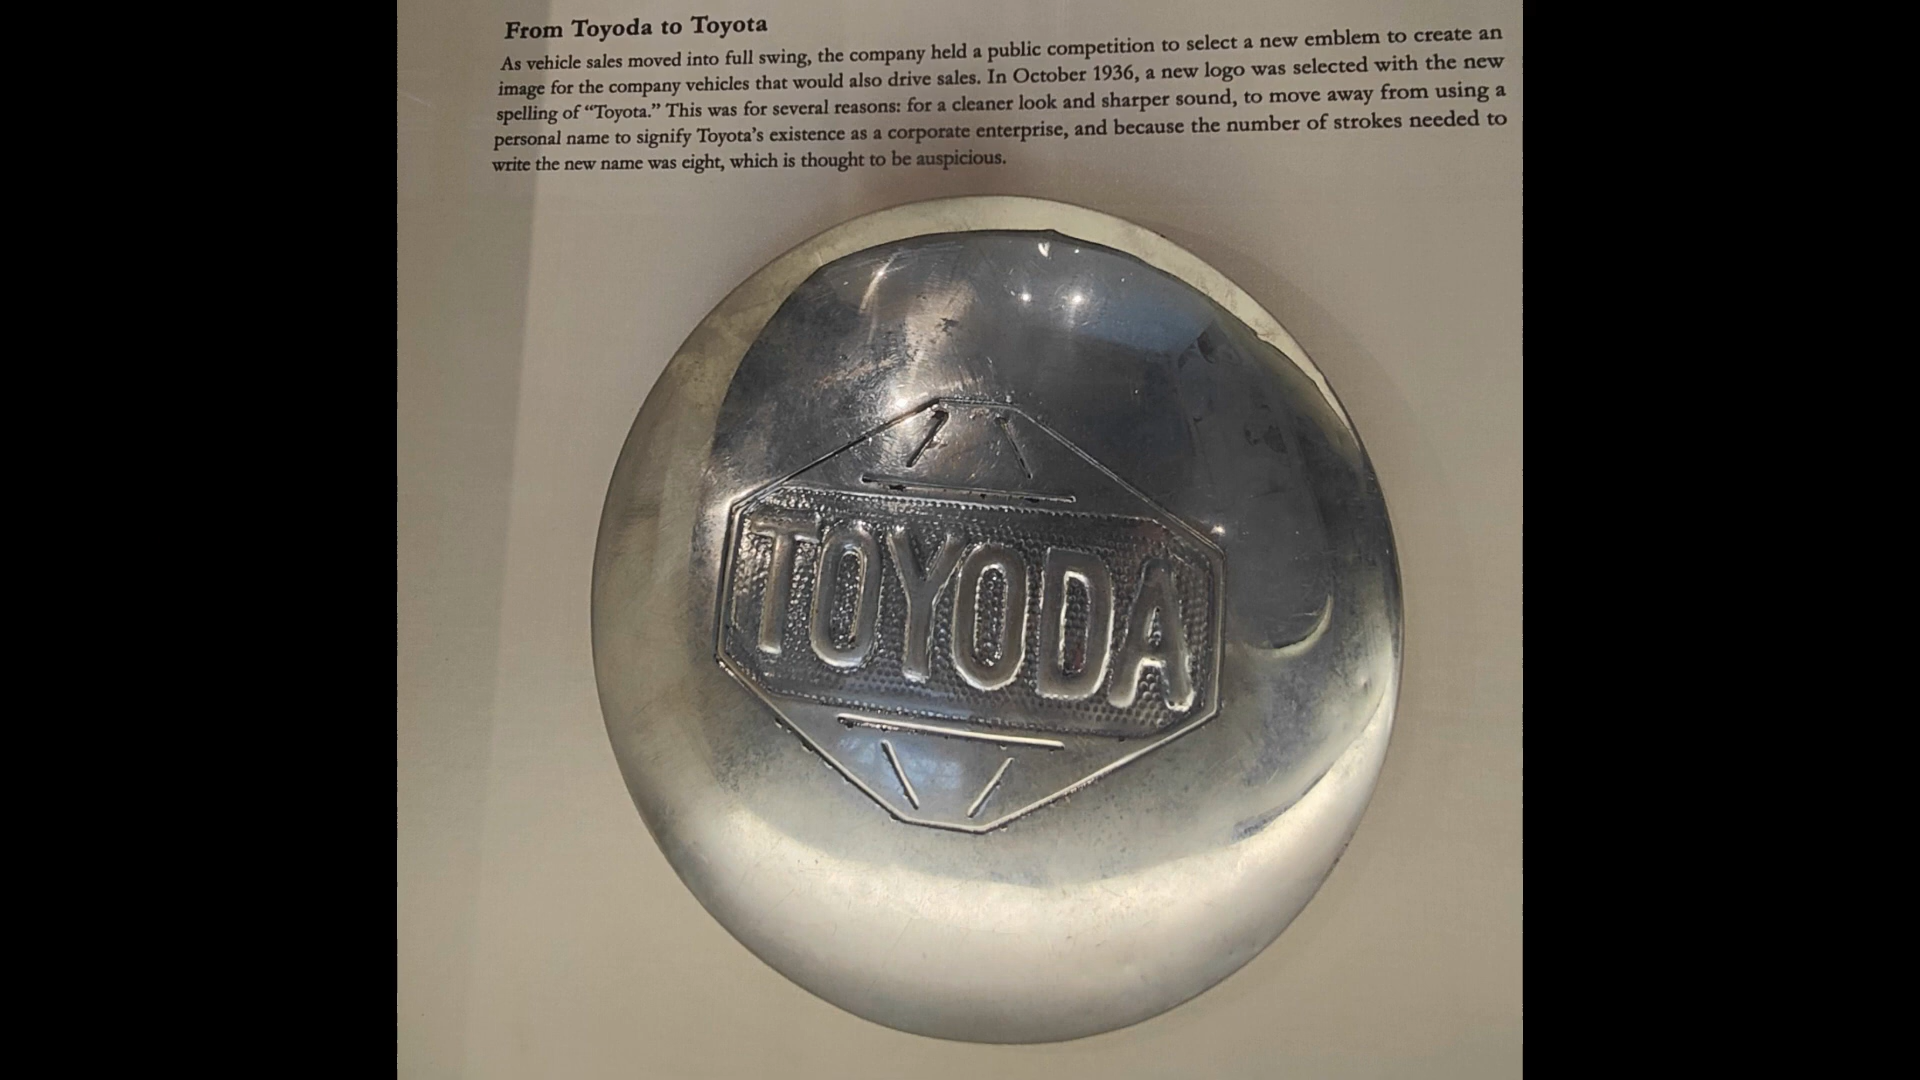 From Toyoda to Toyota
As vehicle sales moved into full swing, the company held a public competition to select a new emblem to create an
image for the company vehicles that would also drive sales. In October 1936, a new logo was selected with the new
spelling of “Toyota.” This was for several reasons: for a cleaner look and sharper sound, to move away from using a
personal name to signify Toyota’s existence as a corporate enterprise, and because the number of strokes needed to
write the new name was eight, which is thought to be auspicious.
TOYODA